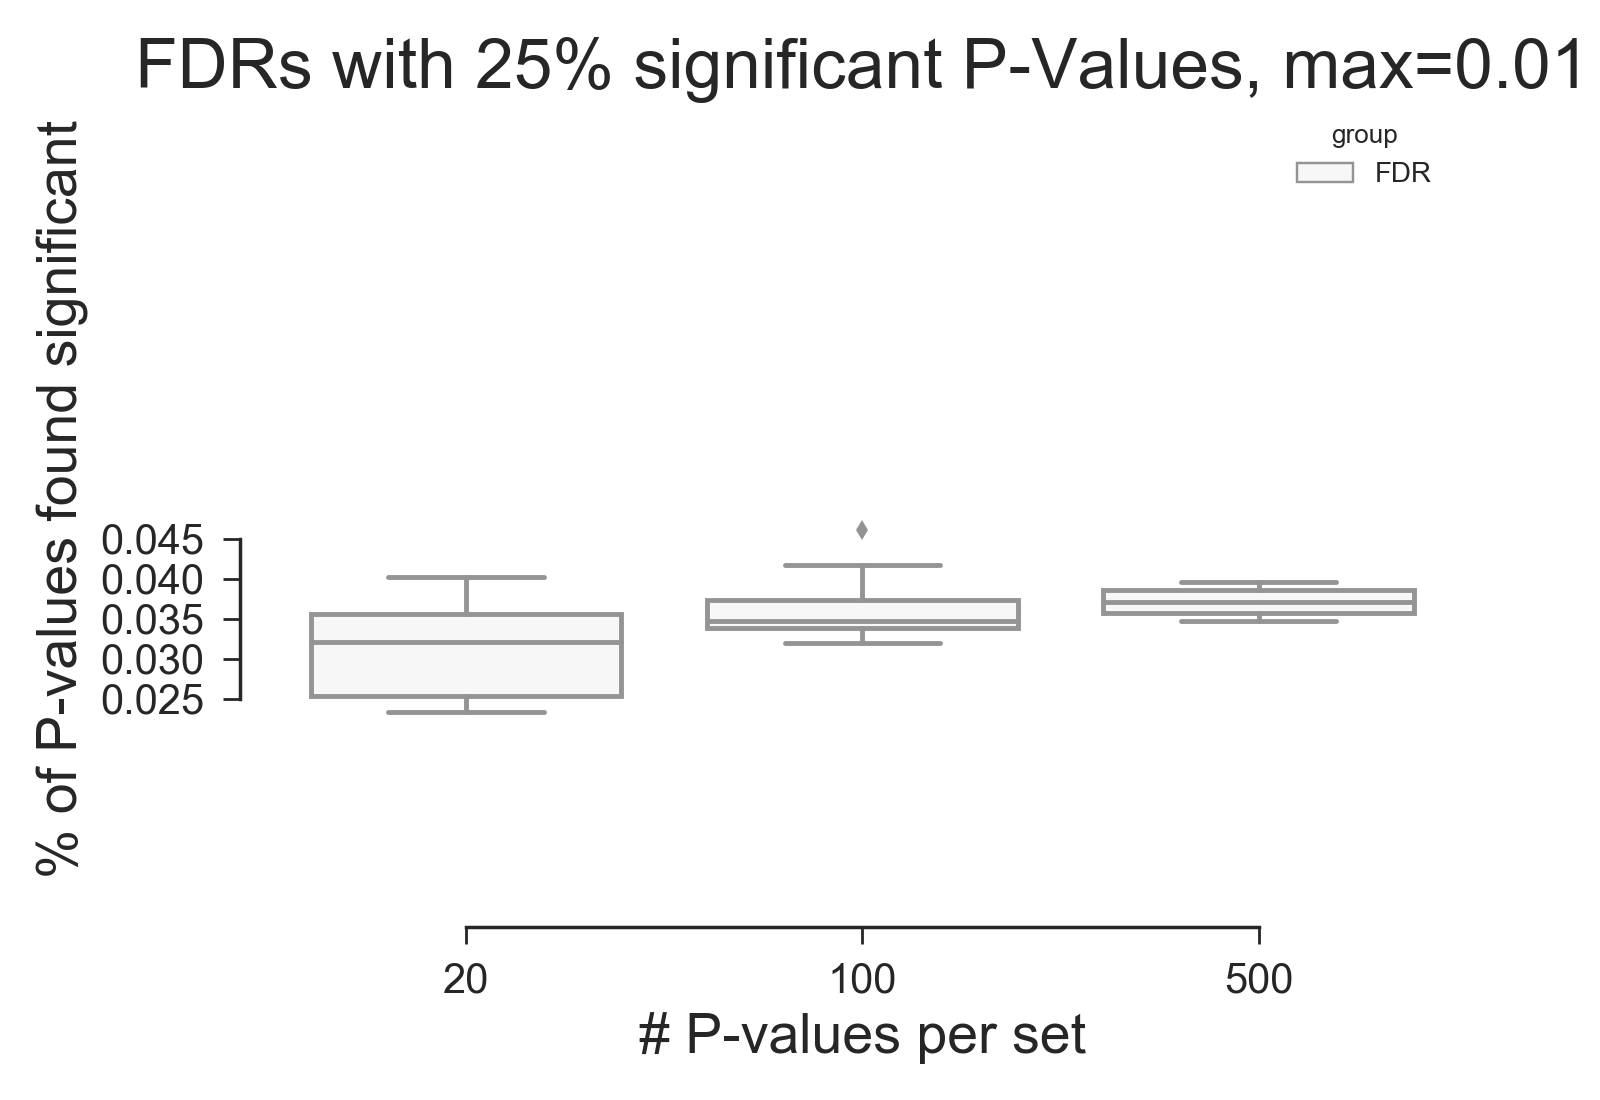 FDRs with 25% significant P-Values, max=0.01
group
FDR
% of P-values found significant
0.045
0.040
0.035
0.030
0.025
20
100
500
# P-values per set